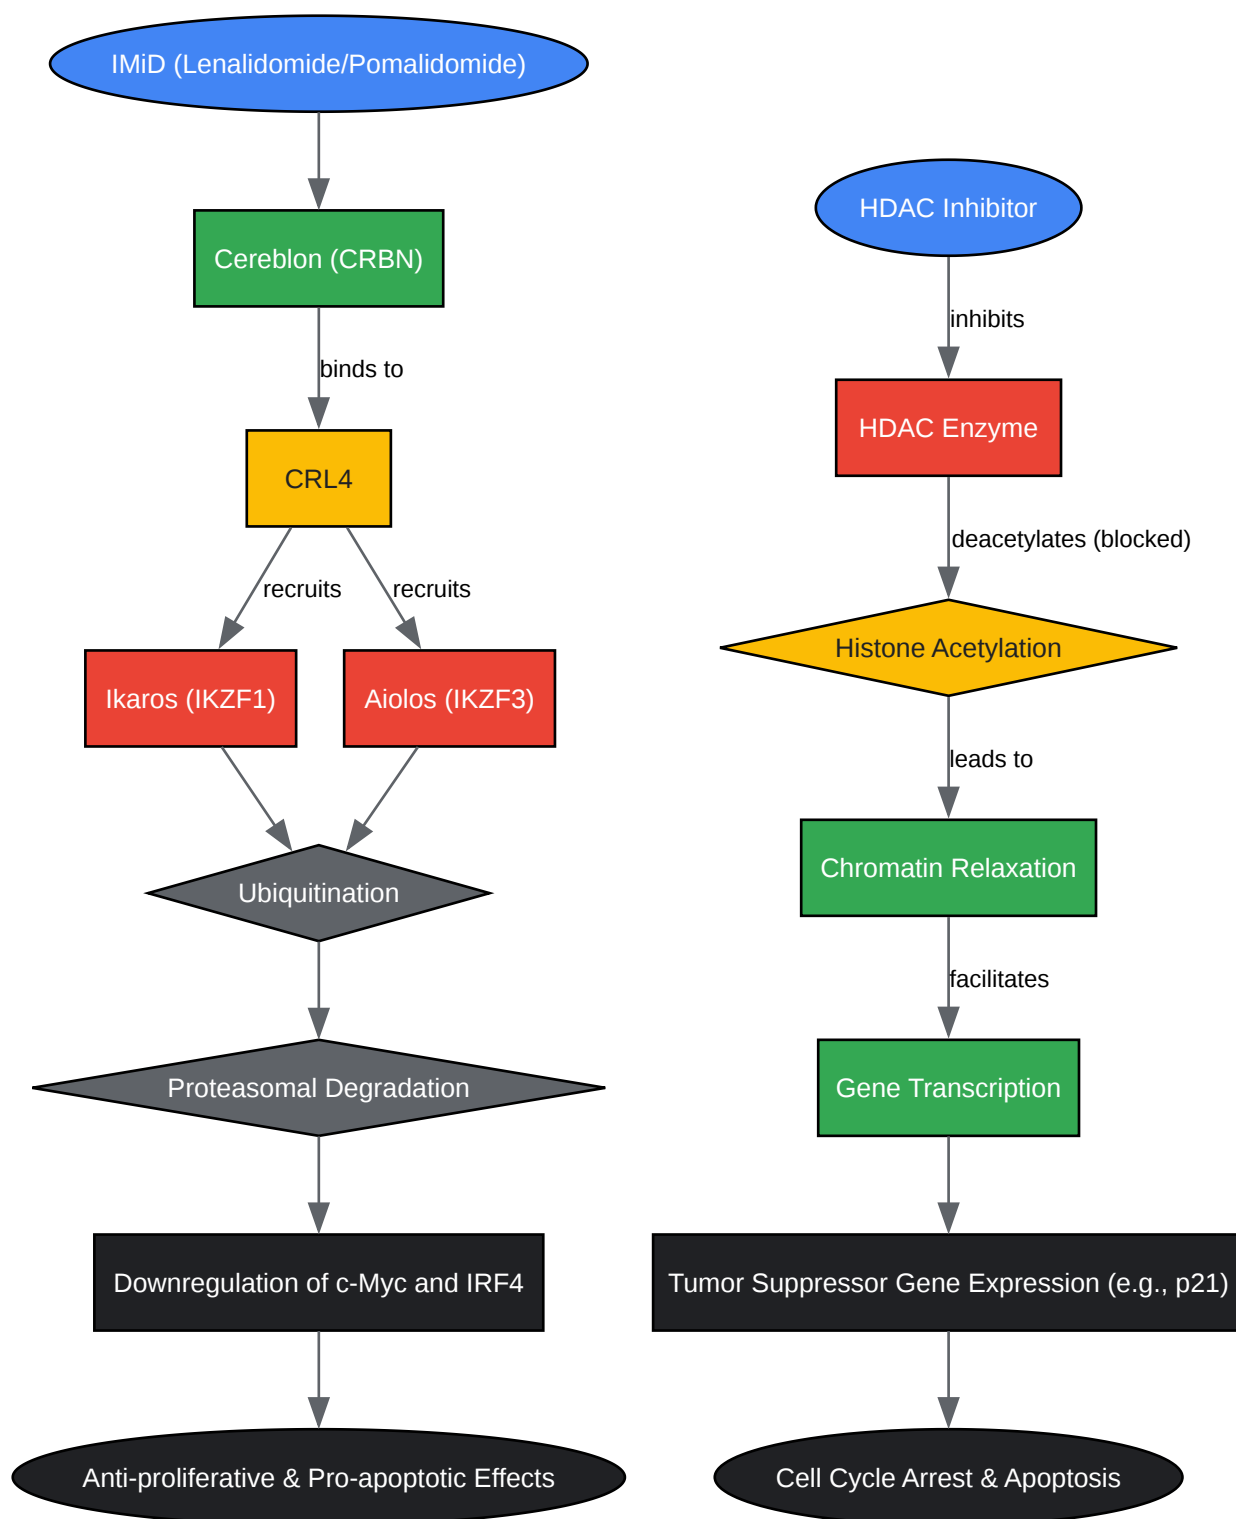 IMiD (Lenalidomide/Pomalidomide)
Cereblon (CRBN)
binds to
CRL4
recruits
recruits
Ikaros (IKZF1)
Aiolos (IKZF3)
Ubiquitination
Proteasomal Degradation
Downregulation of c-Myc and IRF4
Anti-proliferative & Pro-apoptotic Effects
HDAC Inhibitor
inhibits
HDAC Enzyme
deacetylates (blocked)
Histone Acetylation
leads to
Chromatin Relaxation
facilitates
Gene Transcription
Tumor Suppressor Gene Expression (e.g., p21)
Cell Cycle Arrest & Apoptosis